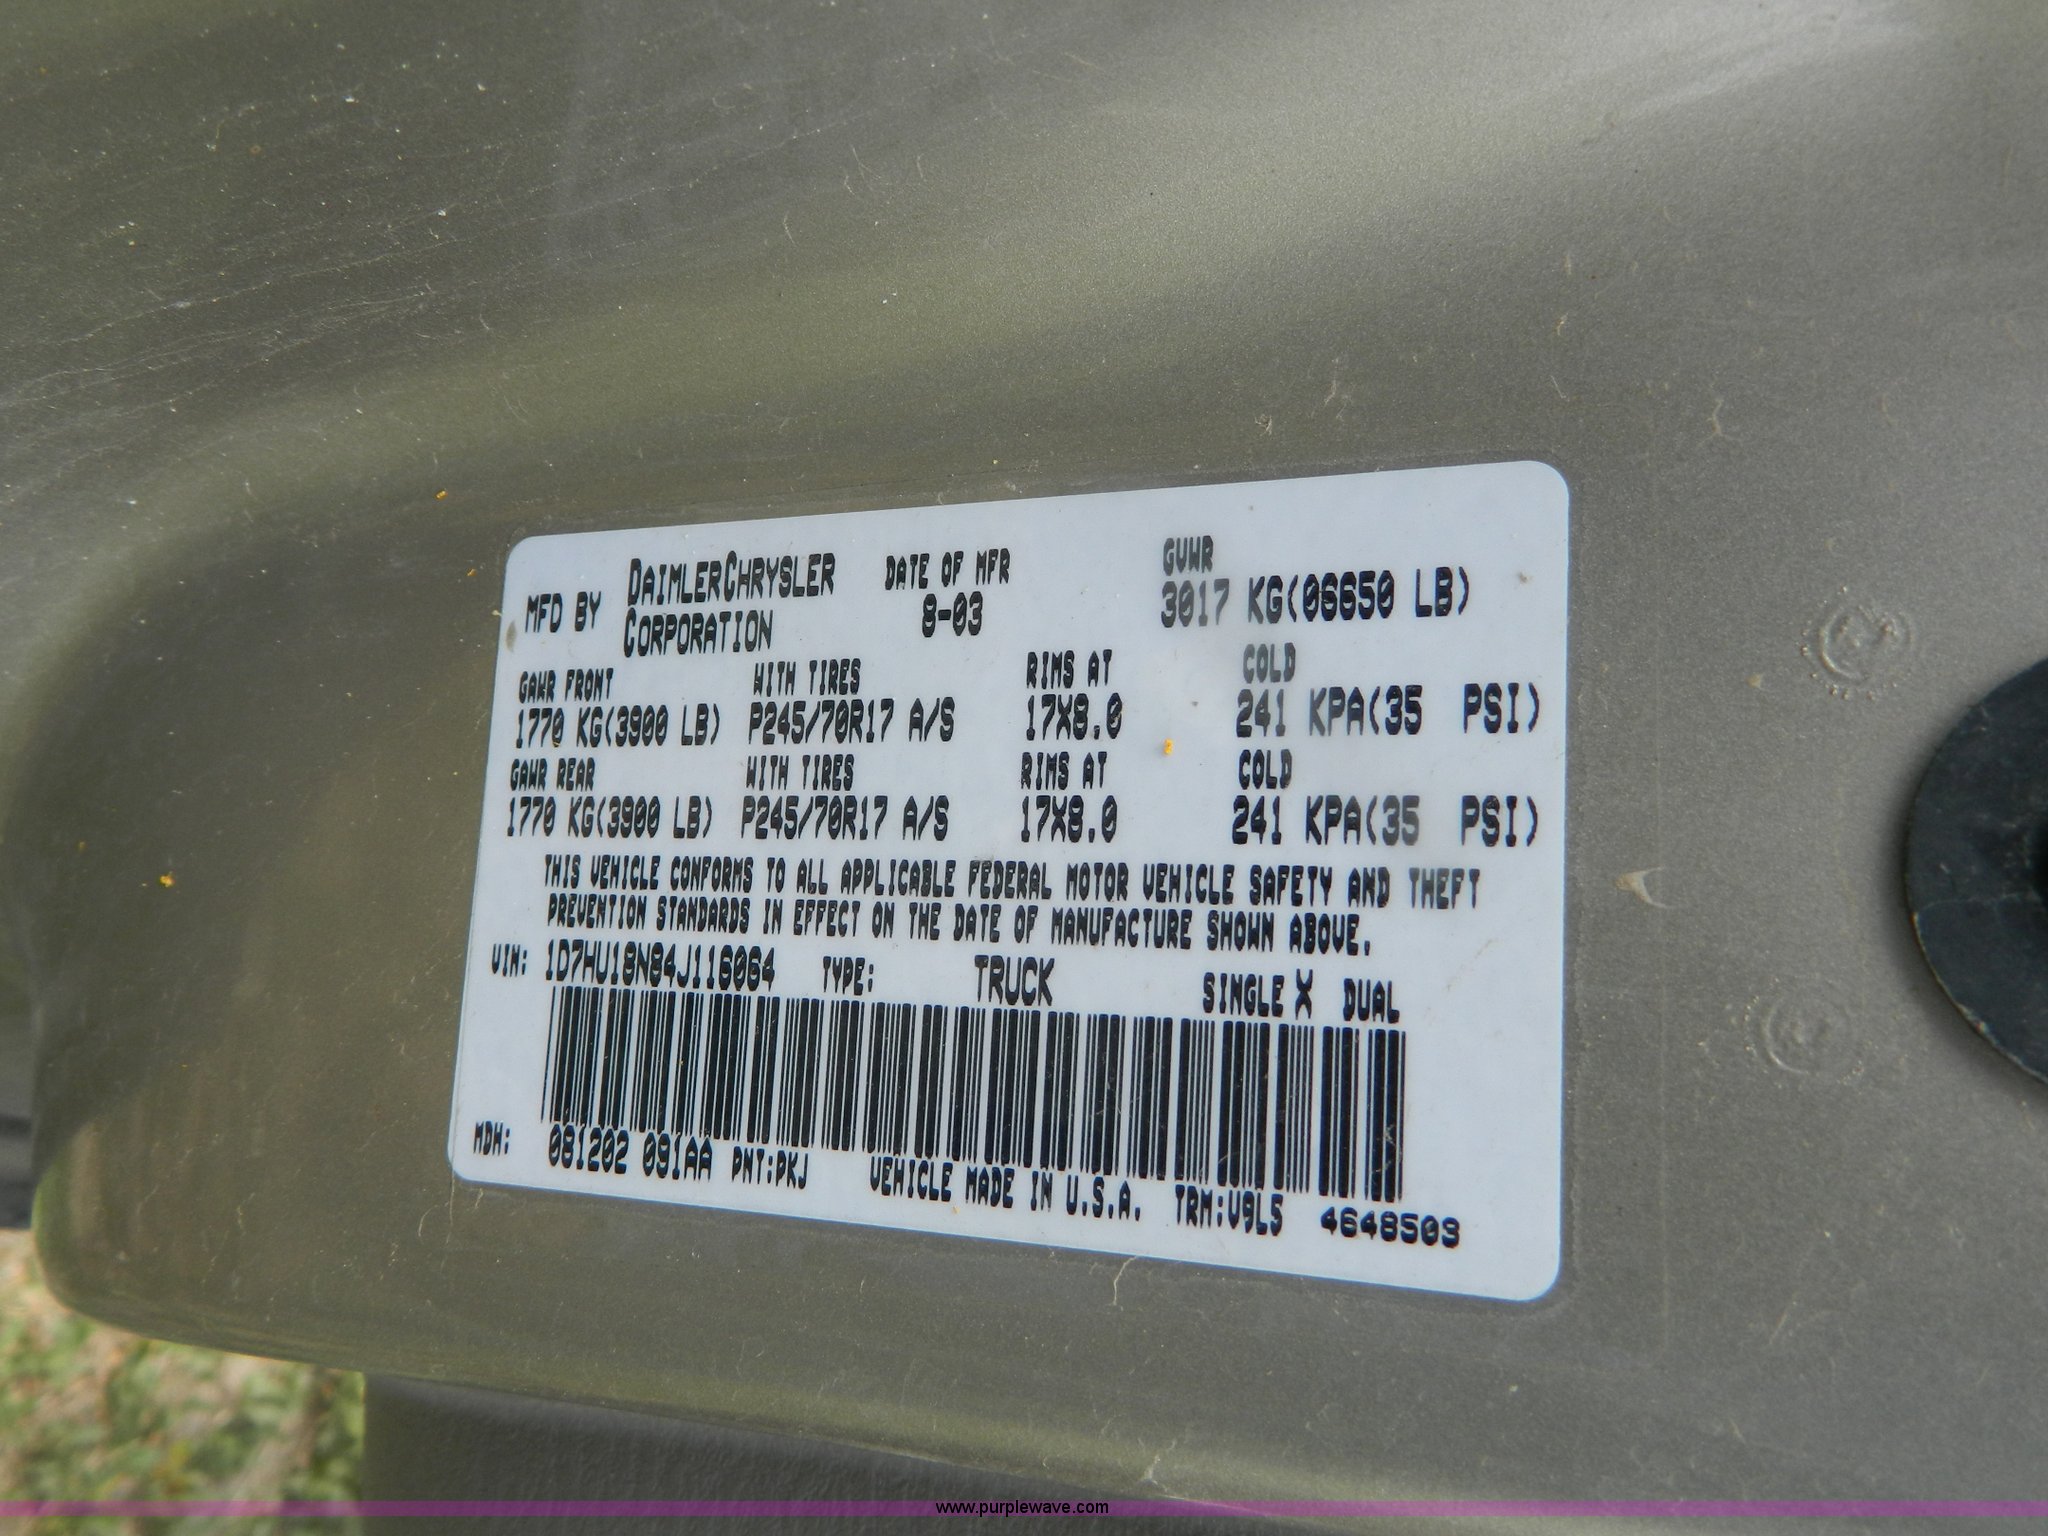 MFD BY DAIMLERCHRYSLER CORPORATION DATE OF MFR 8-03 GVWR 3017 KG(06650 LB)
GAWR FRONT WITH TIRES RIMS AT COLD
1770 KG(3900 LB) P245/70R17 A/S 17X8.0 241 KPA(35 PSI)
GAWR REAR WITH TIRES RIMS AT COLD
1770 KG(3900 LB) P245/70R17 A/S 17X8.0 241 KPA(35 PSI)
THIS VEHICLE CONFORMS TO ALL APPLICABLE FEDERAL MOTOR VEHICLE SAFETY AND THEFT
PREVENTION STANDARDS IN EFFECT ON THE DATE OF MANUFACTURE SHOWN ABOVE.
VIN: 1D7HU18N84J116064 TYPE: TRUCK SINGLE X DUAL
MDH: 081202 091AA PNT:PKJ VEHICLE MADE IN U.S.A. TRM:V9L5 4648503
www.purplewave.com